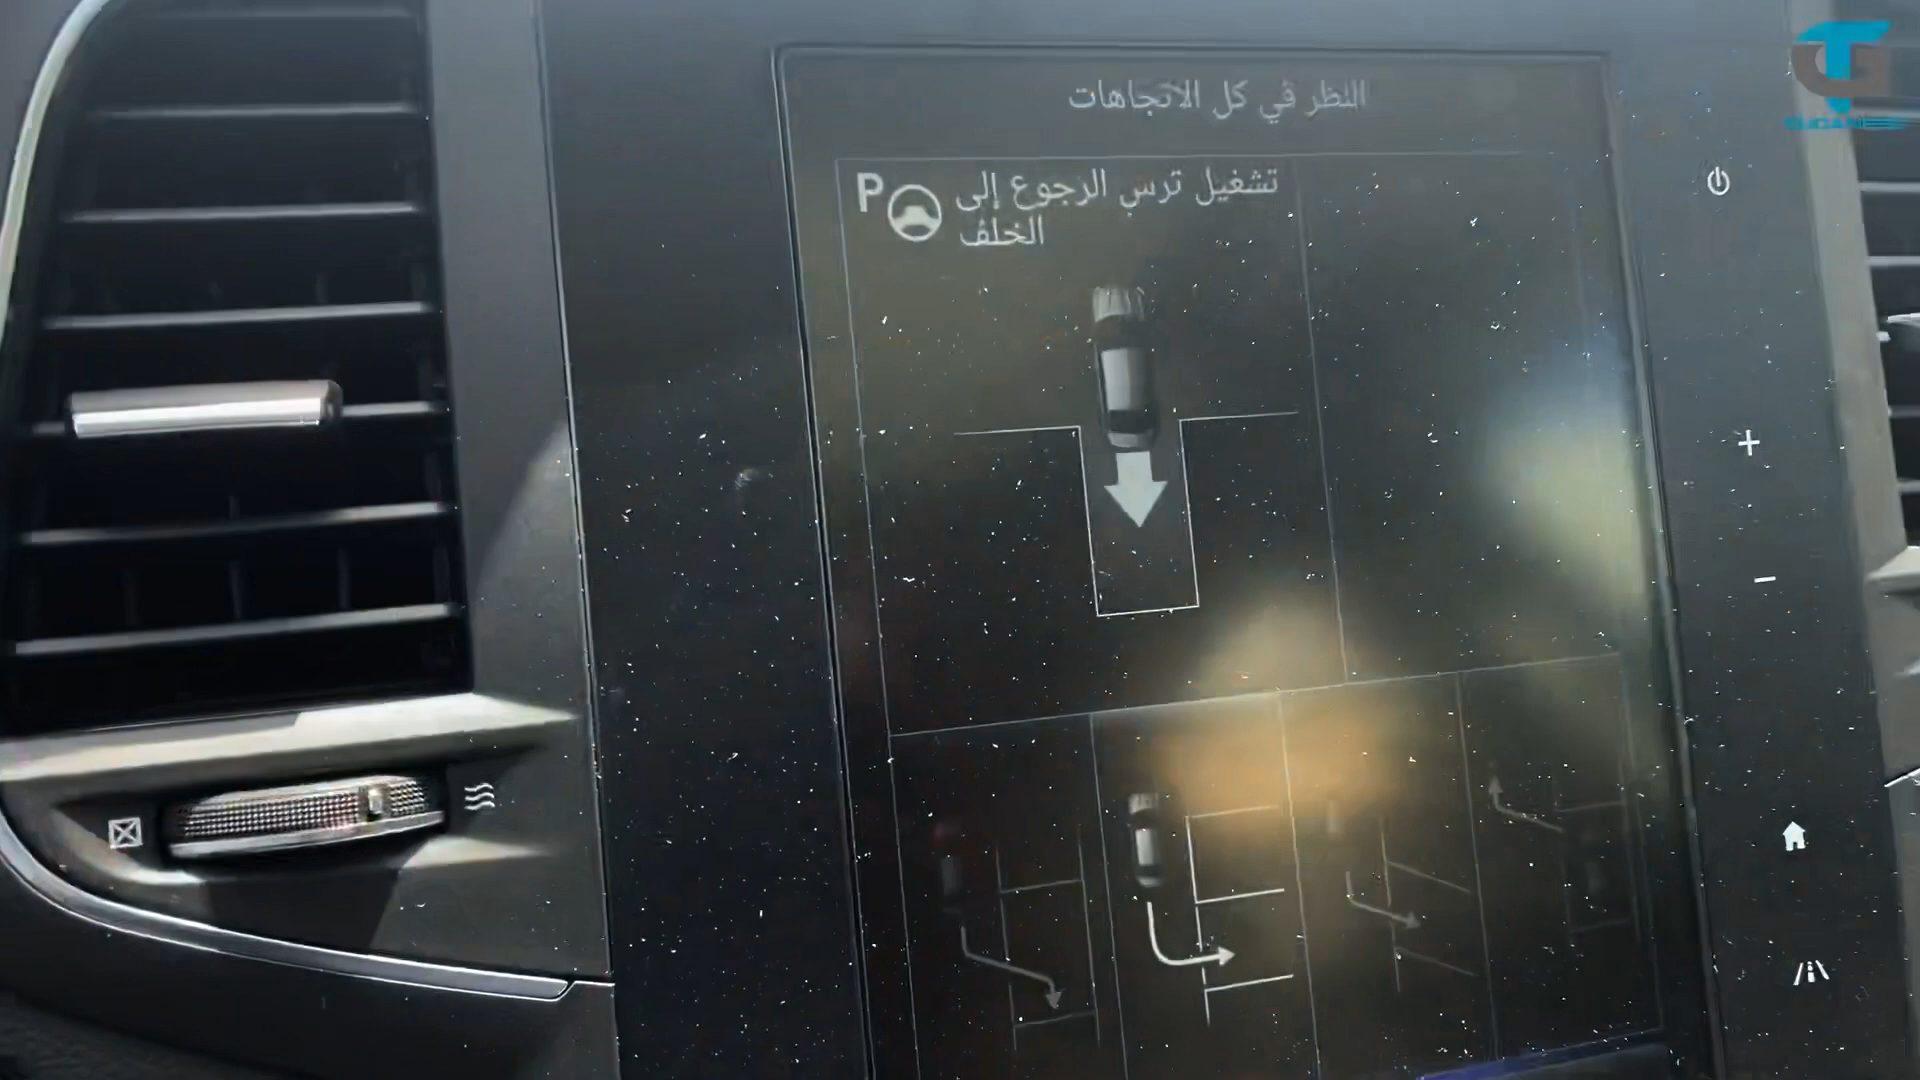 النظر في كل الاتجاهات
P تشغيل ترس الرجوع إلى
الخلف